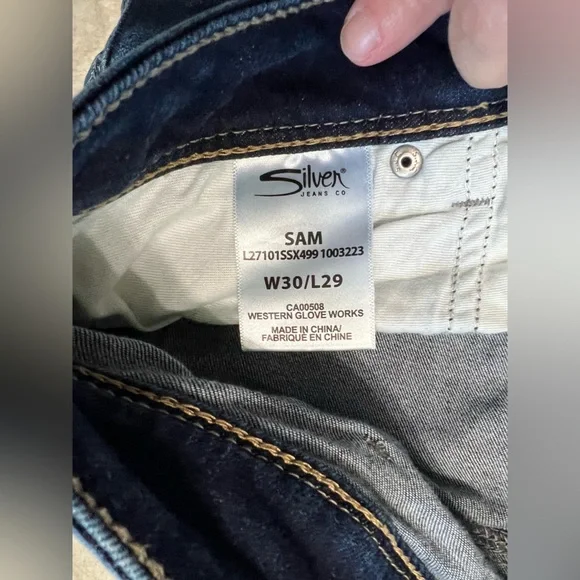 Silver®
JEANS CO
SAM
L27101SSX499 1003223
W30/L29
CA00508
WESTERN GLOVE WORKS
MADE IN CHINA/
FABRIQUÉ EN CHINE